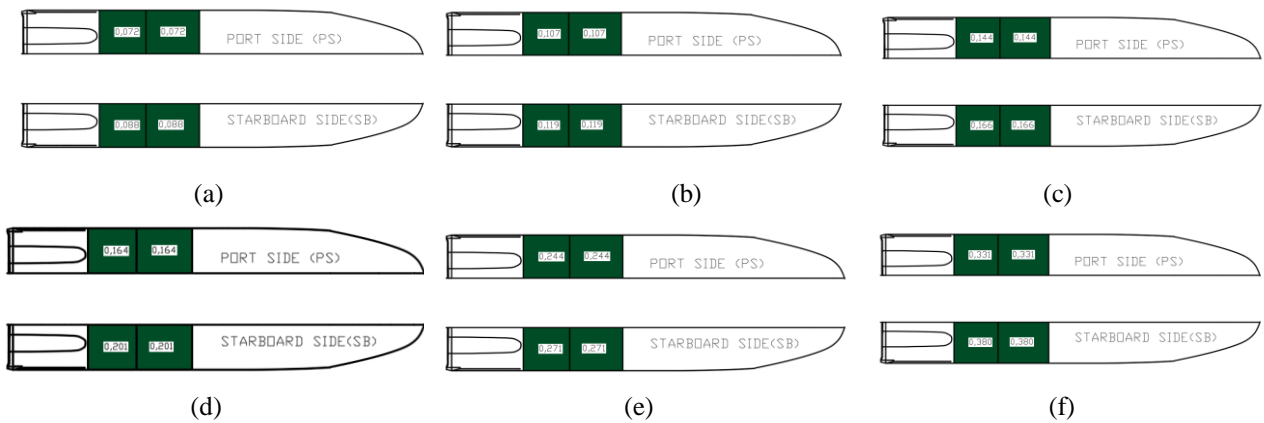 0,072 0,072 PORT SIDE (PS)
0,088 0,088 STARBOARD SIDE(SB)
(a)
0,107 0,107 PORT SIDE (PS)
0,119 0,119 STARBOARD SIDE(SB)
(b)
0,144 0,144 PORT SIDE (PS)
0,166 0,166 STARBOARD SIDE(SB)
(c)
0,164 0,164 PORT SIDE (PS)
0,201 0,201 STARBOARD SIDE(SB)
(d)
0,244 0,244 PORT SIDE (PS)
0,271 0,271 STARBOARD SIDE(SB)
(e)
0,331 0,331 PORT SIDE (PS)
0,380 0,380 STARBOARD SIDE(SB)
(f)